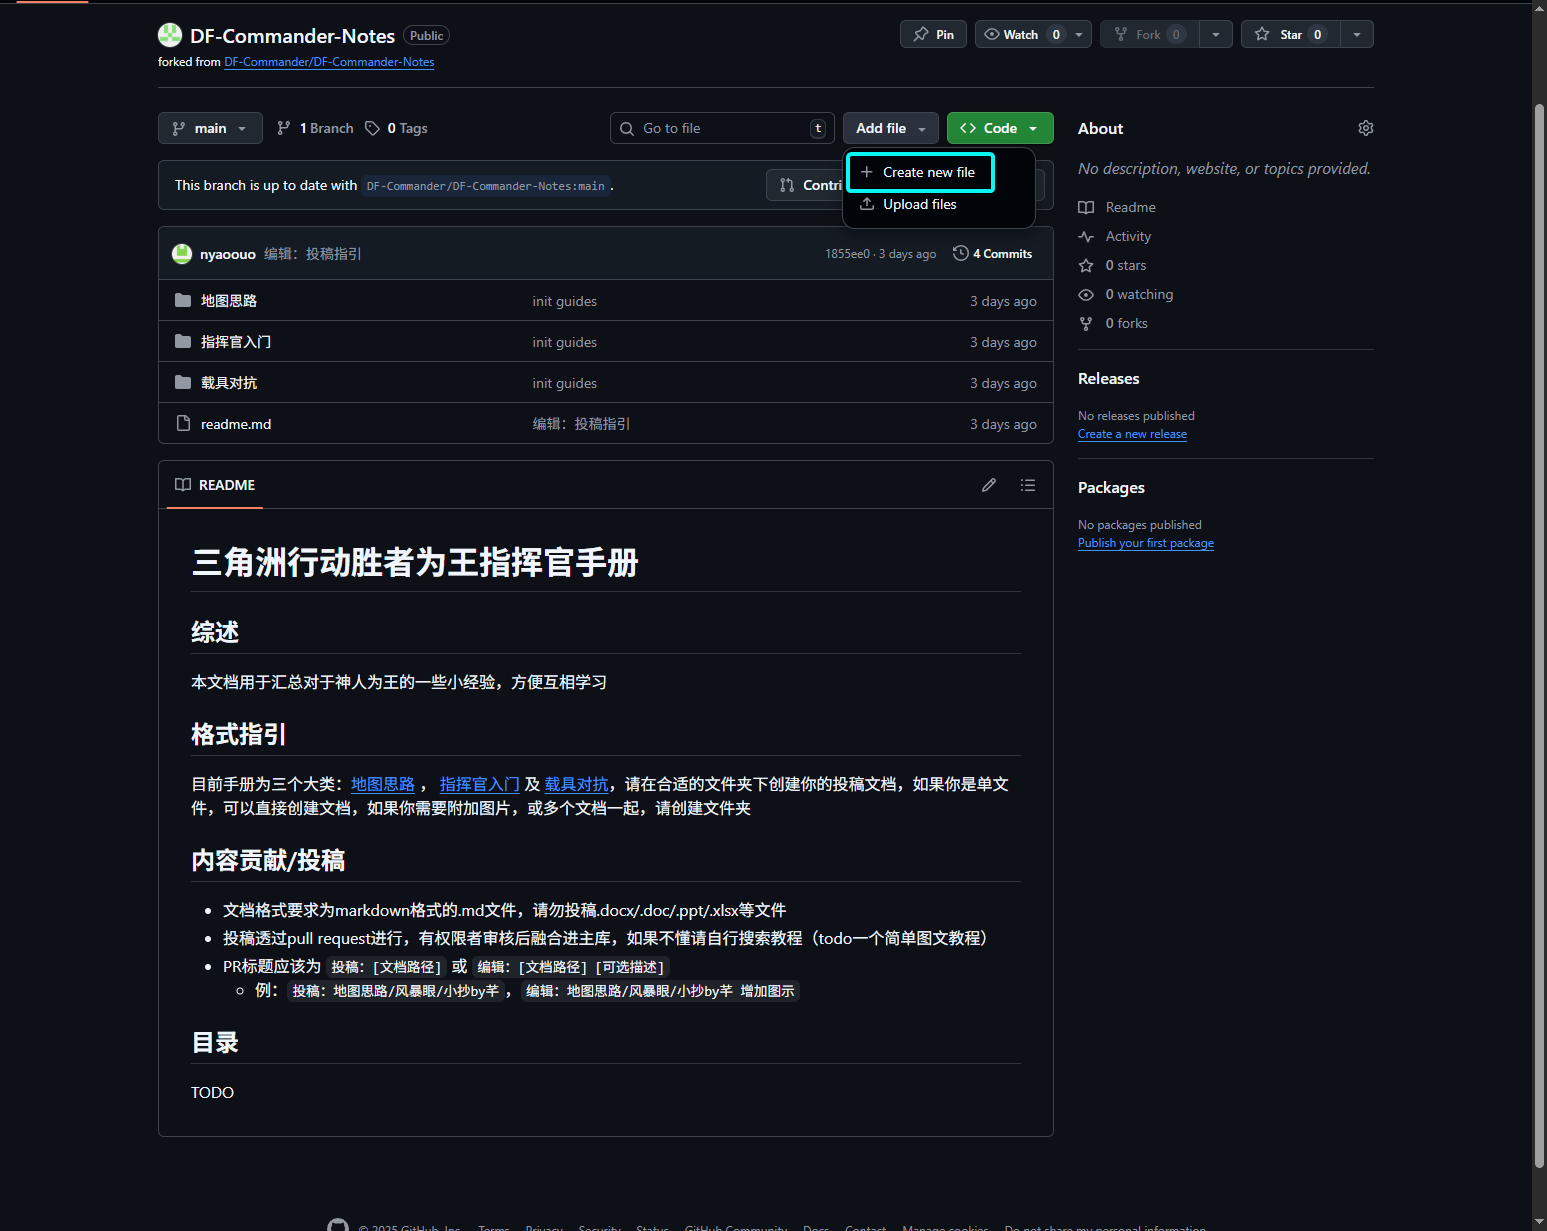 DF-Commander-Notes Public
Pin
Watch 0
Fork 0
Star 0
forked from DF-Commander/DF-Commander-Notes
main
1 Branch
0 Tags
Go to file t
Add file
Code
Create new file
Upload files
This branch is up to date with DF-Commander/DF-Commander-Notes:main .
Contri
nyaoouo 编辑：投稿指引 1855ee0 · 3 days ago 4 Commits
地图思路 init guides 3 days ago
指挥官入门 init guides 3 days ago
载具对抗 init guides 3 days ago
readme.md 编辑：投稿指引 3 days ago
README
三角洲行动胜者为王指挥官手册
综述
本文档用于汇总对于神人为王的一些小经验，方便互相学习
格式指引
目前手册为三个大类：地图思路 ， 指挥官入门 及 载具对抗，请在合适的文件夹下创建你的投稿文档，如果你是单文
件，可以直接创建文档，如果你需要附加图片，或多个文档一起，请创建文件夹
内容贡献/投稿
文档格式要求为markdown格式的.md文件，请勿投稿.docx/.doc/.ppt/.xlsx等文件
投稿透过pull request进行，有权限者审核后融合进主库，如果不懂请自行搜索教程（todo一个简单图文教程）
PR标题应该为 投稿：[文档路径] 或 编辑：[文档路径] [可选描述]
例： 投稿：地图思路/风暴眼/小抄by芊 ， 编辑：地图思路/风暴眼/小抄by芊 增加图示
目录
TODO
About
No description, website, or topics provided.
Readme
Activity
0 stars
0 watching
0 forks
Releases
No releases published
Create a new release
Packages
No packages published
Publish your first package
© 2025 GitHub, Inc. Terms Privacy Security Status GitHub Community Docs Contact Manage cookies Do not share my personal information